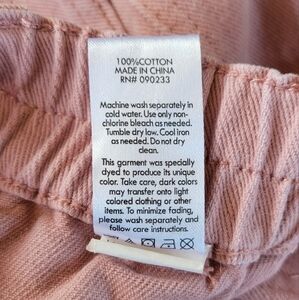 100%COTTON
MADE IN CHINA
RN# 090233
Machine wash separately in
cold water. Use only non-
chlorine bleach as needed.
Tumble dry low. Cool iron
as needed. Do not dry
clean.
This garment was specially
dyed to produce its unique
color. Take care, dark colors
may transfer onto light
colored clothing or other
items. To minimize fading,
please wash separately and
follow care instructions.